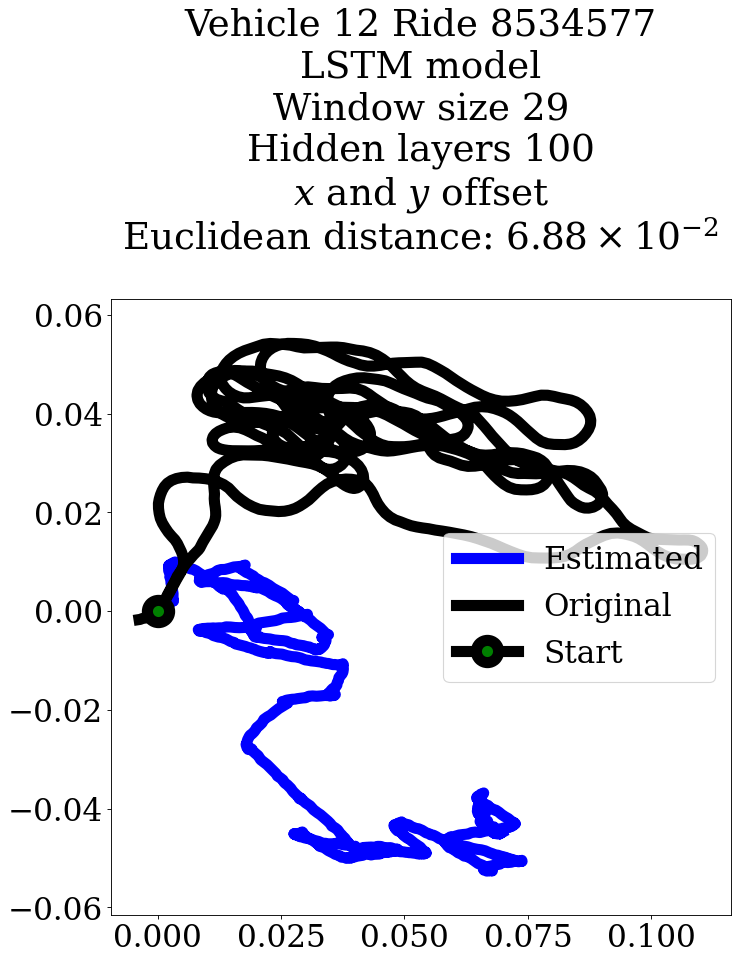 Vehicle 12 Ride 8534577
LSTM model
Window size 29
Hidden layers 100
x and y offset
Euclidean distance: 6.88 × 10⁻²
0.06
0.04
0.02
0.00
−0.02
−0.04
−0.06
Estimated
Original
Start
0.000 0.025 0.050 0.075 0.100